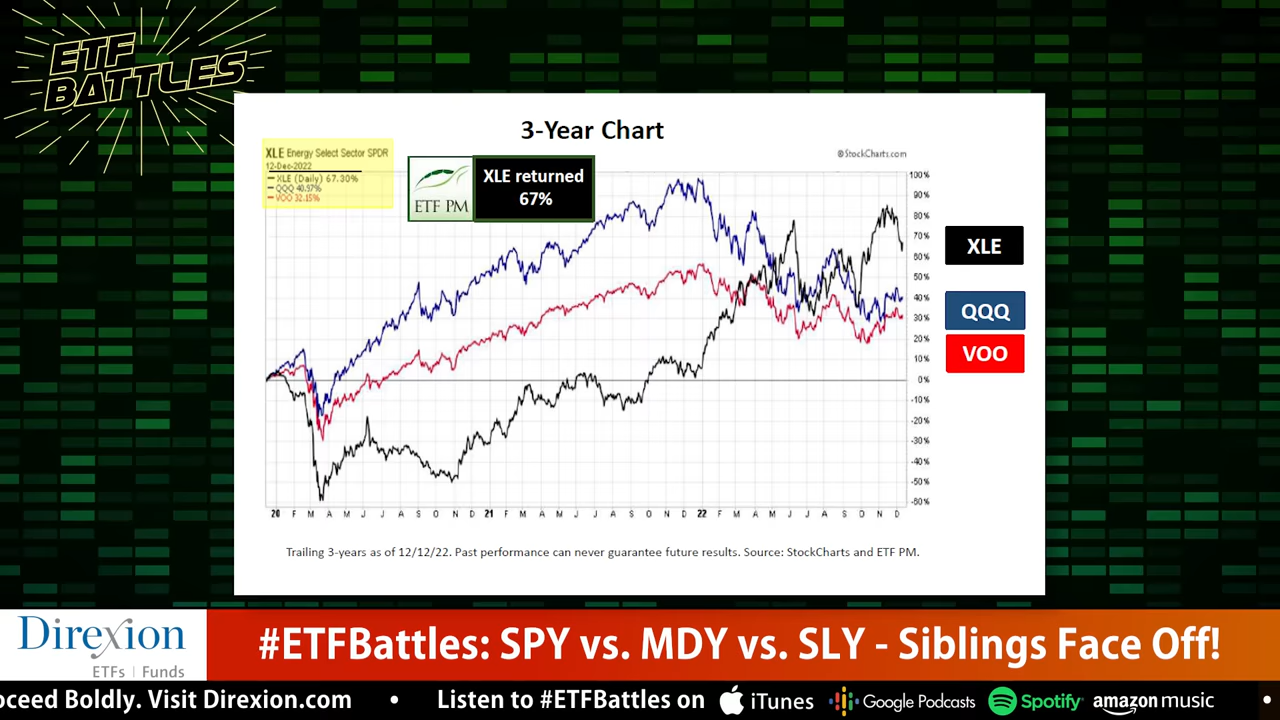 ETF
BATTLES
3-Year Chart
XLE Energy Select Sector SPDR
12-Dec-2022
XLE (Daily) 67.30%
QQQ 40.97%
VOO 32.15%
ETF PM
XLE returned
67%
@StockCharts.com
100%
90%
80%
70%
60%
50%
40%
30%
20%
10%
0%
-10%
-20%
-30%
-40%
-50%
-60%
XLE
QQQ
VOO
20 F M A M J J A S O N D 21 F M A M J J A S O N D 22 F M A M J J A S O N D
Trailing 3-years as of 12/12/22. Past performance can never guarantee future results. Source: StockCharts and ETF PM.
Direxion
ETFs | Funds
#ETFBattles: SPY vs. MDY vs. SLY - Siblings Face Off!
oceed Boldly. Visit Direxion.com • Listen to #ETFBattles on iTunes Google Podcasts Spotify amazon music •